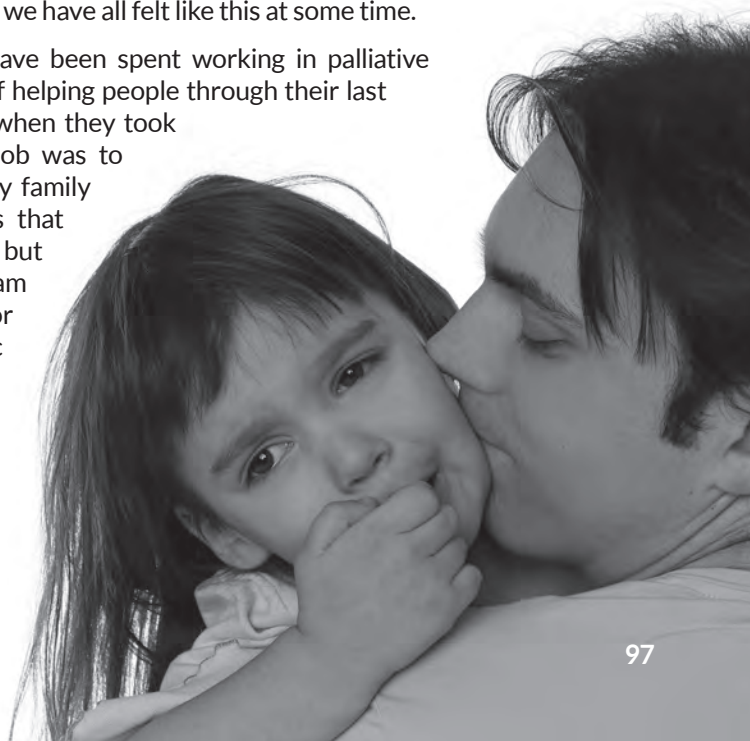 we have all felt like this at some time.
ave been spent working in palliative
f helping people through their last
when they took
ob was to
y family
s that
but
am
or
c
97